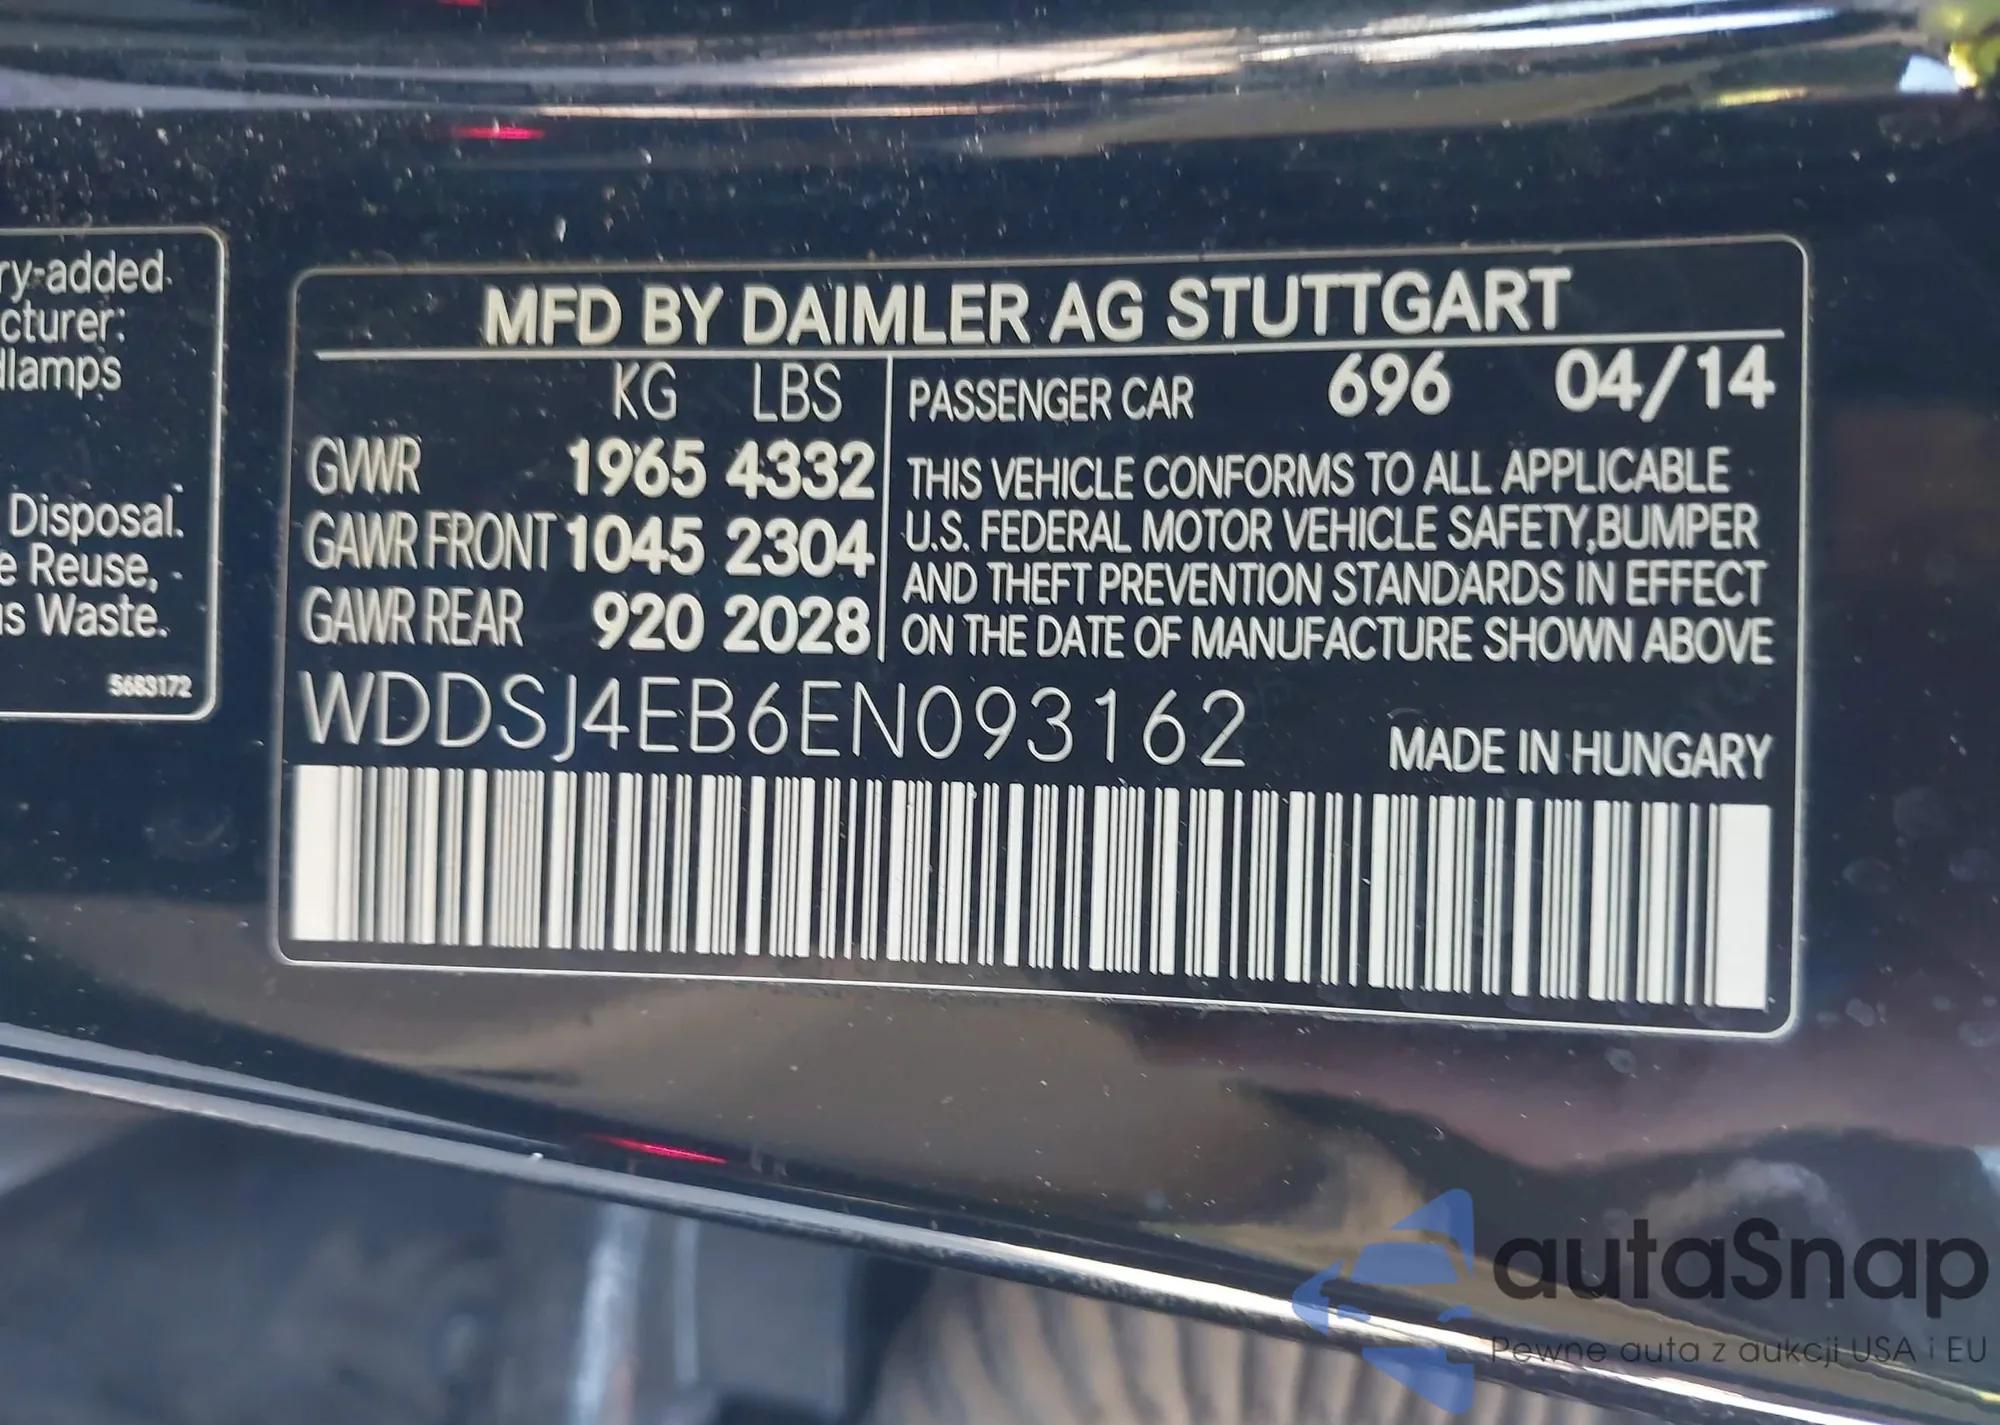 ry-added
cturer:
dlamps
Disposal.
e Reuse,
us Waste.
5683172
MFD BY DAIMLER AG STUTTGART
KG LBS
GVWR 1965 4332
GAWR FRONT 1045 2304
GAWR REAR 920 2028
PASSENGER CAR 696 04/14
THIS VEHICLE CONFORMS TO ALL APPLICABLE
U.S. FEDERAL MOTOR VEHICLE SAFETY,BUMPER
AND THEFT PREVENTION STANDARDS IN EFFECT
ON THE DATE OF MANUFACTURE SHOWN ABOVE
WDDSJ4EB6EN093162
MADE IN HUNGARY
autaSnap
Pewne auta z aukcji USA i EU